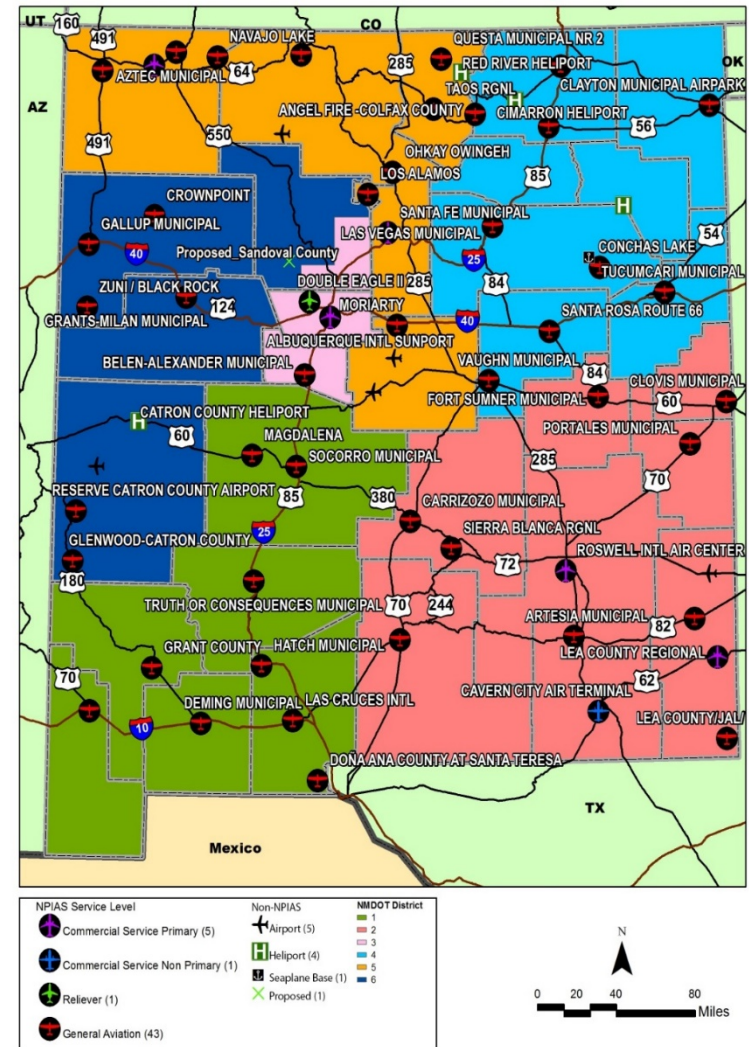 UT
CO
160
491
NAVAJO LAKE
285
QUESTA MUNICIPAL NR 2
RED RIVER HELIPORT
OK
AZTEC MUNICIPAL
64
H
TAOS RGNL
H
CLAYTON MUNICIPAL AIRPARK
AZ
ANGEL FIRE -COLFAX COUNTY
CIMARRON HELIPORT
56
491
550
OHKAY OWINGEH
85
LOS ALAMOS
CROWNPOINT
SANTA FE MUNICIPAL
H
GALLUP MUNICIPAL
LAS VEGAS MUNICIPAL
54
40
Proposed_Sandoval County
25
CONCHAS LAKE
ZUNI / BLACK ROCK
DOUBLE EAGLE II
285
84
TUCUMCARI MUNICIPAL
124
MORIARTY
GRANTS-MILAN MUNICIPAL
40
SANTA ROSA ROUTE 66
ALBUQUERQUE INTL SUNPORT
BELEN-ALEXANDER MUNICIPAL
VAUGHN MUNICIPAL
84
CLOVIS MUNICIPAL
FORT SUMNER MUNICIPAL
60
CATRON COUNTY HELIPORT
H
60
MAGDALENA
PORTALES MUNICIPAL
SOCORRO MUNICIPAL
285
70
RESERVE CATRON COUNTY AIRPORT
85
380
CARRIZOZO MUNICIPAL
25
SIERRA BLANCA RGNL
GLENWOOD-CATRON COUNTY
ROSWELL INTL AIR CENTER
72
180
TRUTH OR CONSEQUENCES MUNICIPAL
70
244
ARTESIA MUNICIPAL
82
GRANT COUNTY
HATCH MUNICIPAL
LEA COUNTY REGIONAL
70
62
CAVERN CITY AIR TERMINAL
DEMING MUNICIPAL
LAS CRUCES INTL
LEA COUNTY/JAL/
10
DOÑA ANA COUNTY AT SANTA TERESA
TX
Mexico
NPIAS Service Level
Commercial Service Primary (5)
Commercial Service Non Primary (1)
Reliever (1)
General Aviation (43)
Non-NPIAS
Airport (5)
H Heliport (4)
Seaplane Base (1)
Proposed (1)
NMDOT District
1
2
3
4
5
6
N
0 20 40 80
Miles